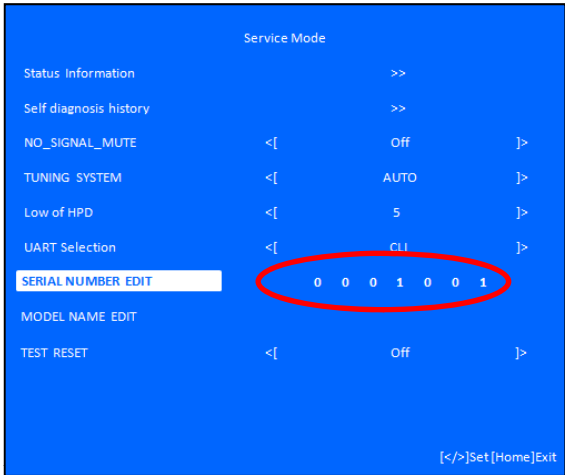 Service Mode
Status Information >>
Self diagnosis history >>
NO_SIGNAL_MUTE <[ Off ]>
TUNING SYSTEM <[ AUTO ]>
Low of HPD <[ 5 ]>
UART Selection <[ CLI ]>
SERIAL NUMBER EDIT 0 0 0 1 0 0 1
MODEL NAME EDIT
TEST RESET <[ Off ]>
[</>]Set[Home]Exit